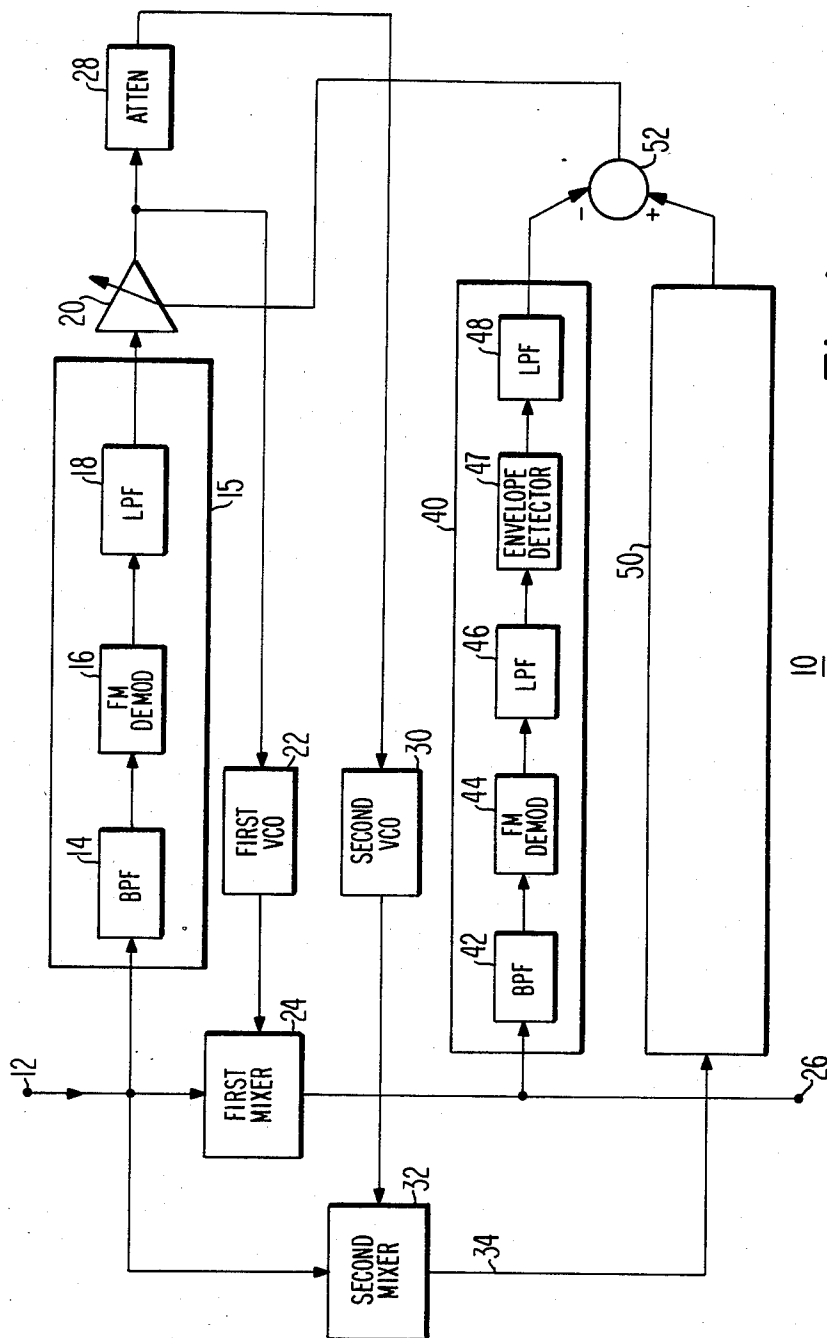 12
14
BPF
16
FM
DEMOD
18
LPF
15
20
28
ATTEN
24
FIRST
MIXER
22
FIRST
VCO
32
SECOND
MIXER
30
SECOND
VCO
34
40
42
BPF
44
FM
DEMOD
46
LPF
47
ENVELOPE
DETECTOR
48
LPF
-
+
52
50
26
10